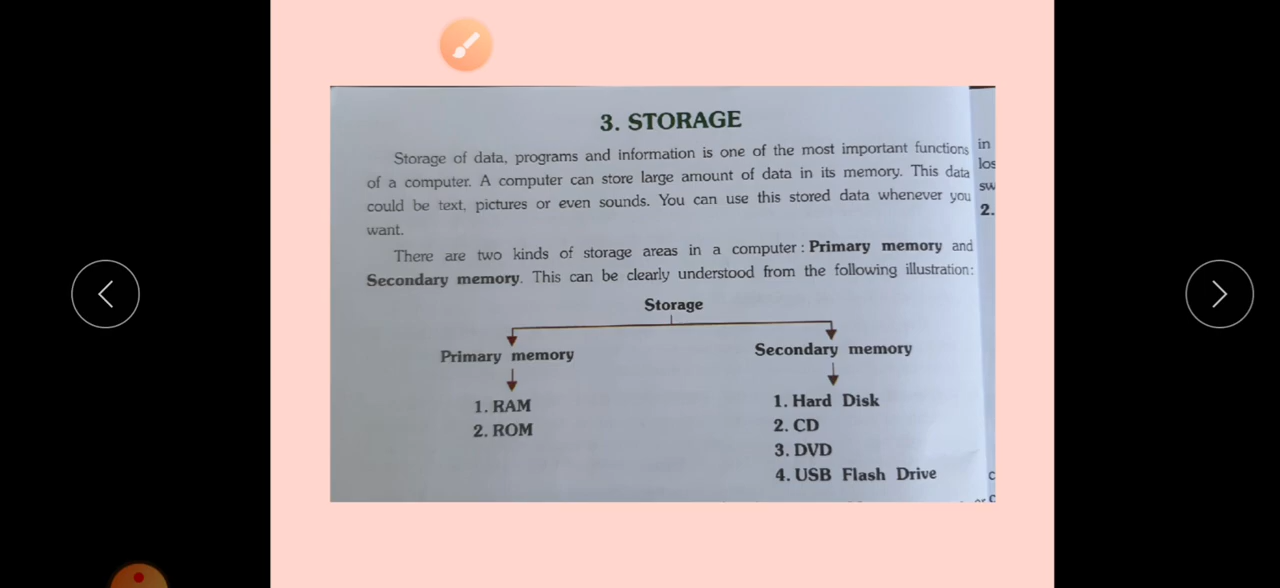 3. STORAGE
Storage of data, programs and information is one of the most important functions
of a computer. A computer can store large amount of data in its memory. This data
could be text, pictures or even sounds. You can use this stored data whenever you
want.
There are two kinds of storage areas in a computer : Primary memory and
Secondary memory. This can be clearly understood from the following illustration:
Storage
Primary memory
1. RAM
2. ROM
Secondary memory
1. Hard Disk
2. CD
3. DVD
4. USB Flash Drive
in
2.